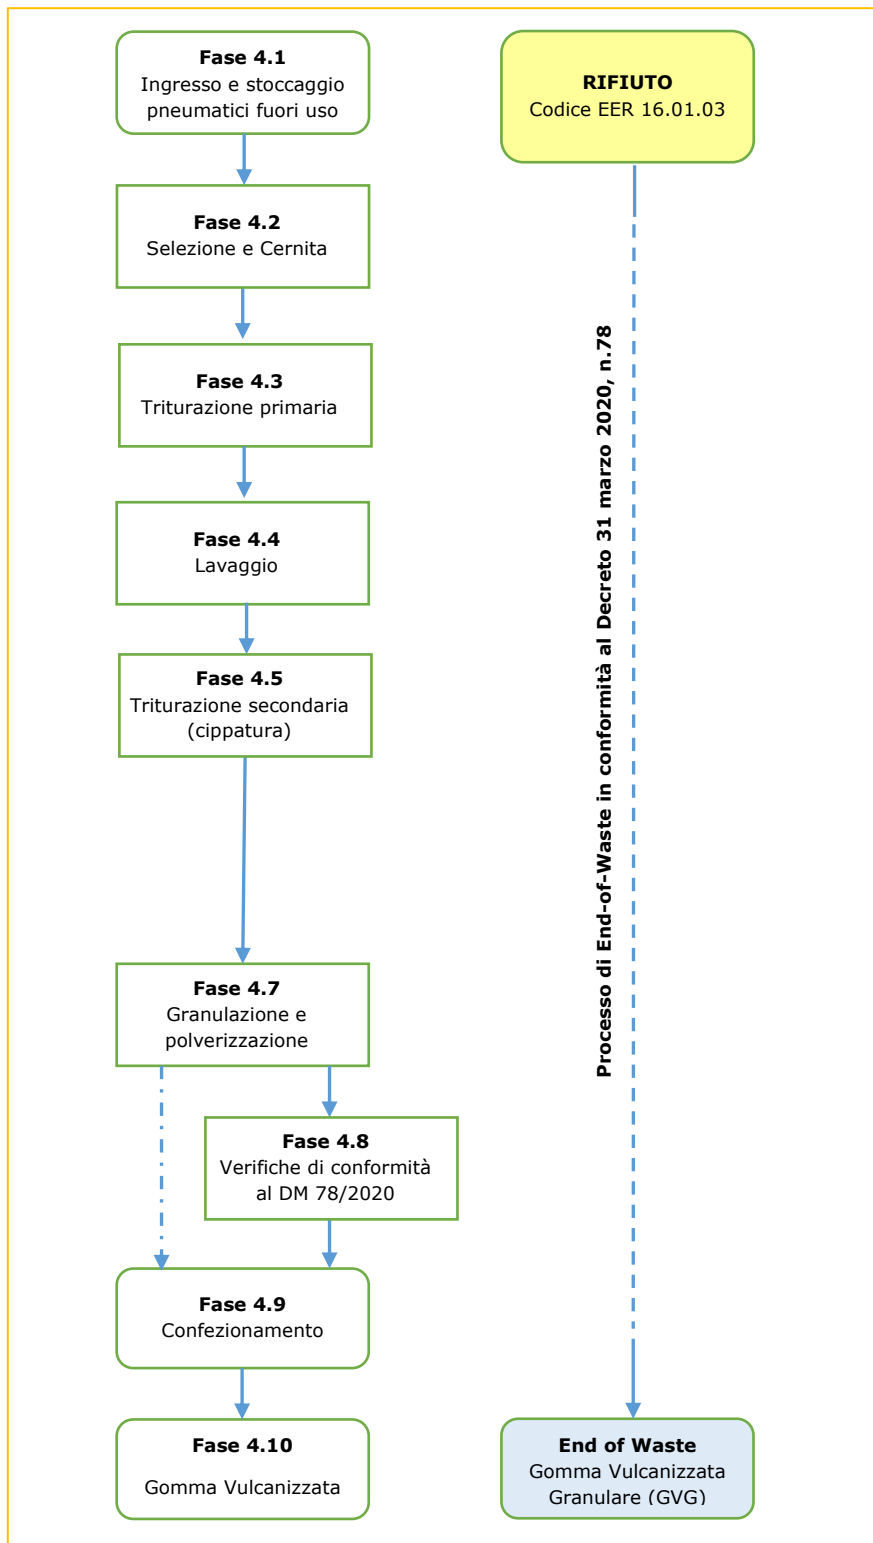 Fase 4.1
Ingresso e stoccaggio
pneumatici fuori uso
RIFIUTO
Codice EER 16.01.03
Fase 4.2
Selezione e Cernita
Fase 4.3
Triturazione primaria
Fase 4.4
Lavaggio
Fase 4.5
Triturazione secondaria
(cippatura)
Processo di End-of-Waste in conformità al Decreto 31 marzo 2020, n.78
Fase 4.7
Granulazione e
polverizzazione
Fase 4.8
Verifiche di conformità
al DM 78/2020
Fase 4.9
Confezionamento
Fase 4.10
Gomma Vulcanizzata
End of Waste
Gomma Vulcanizzata
Granulare (GVG)